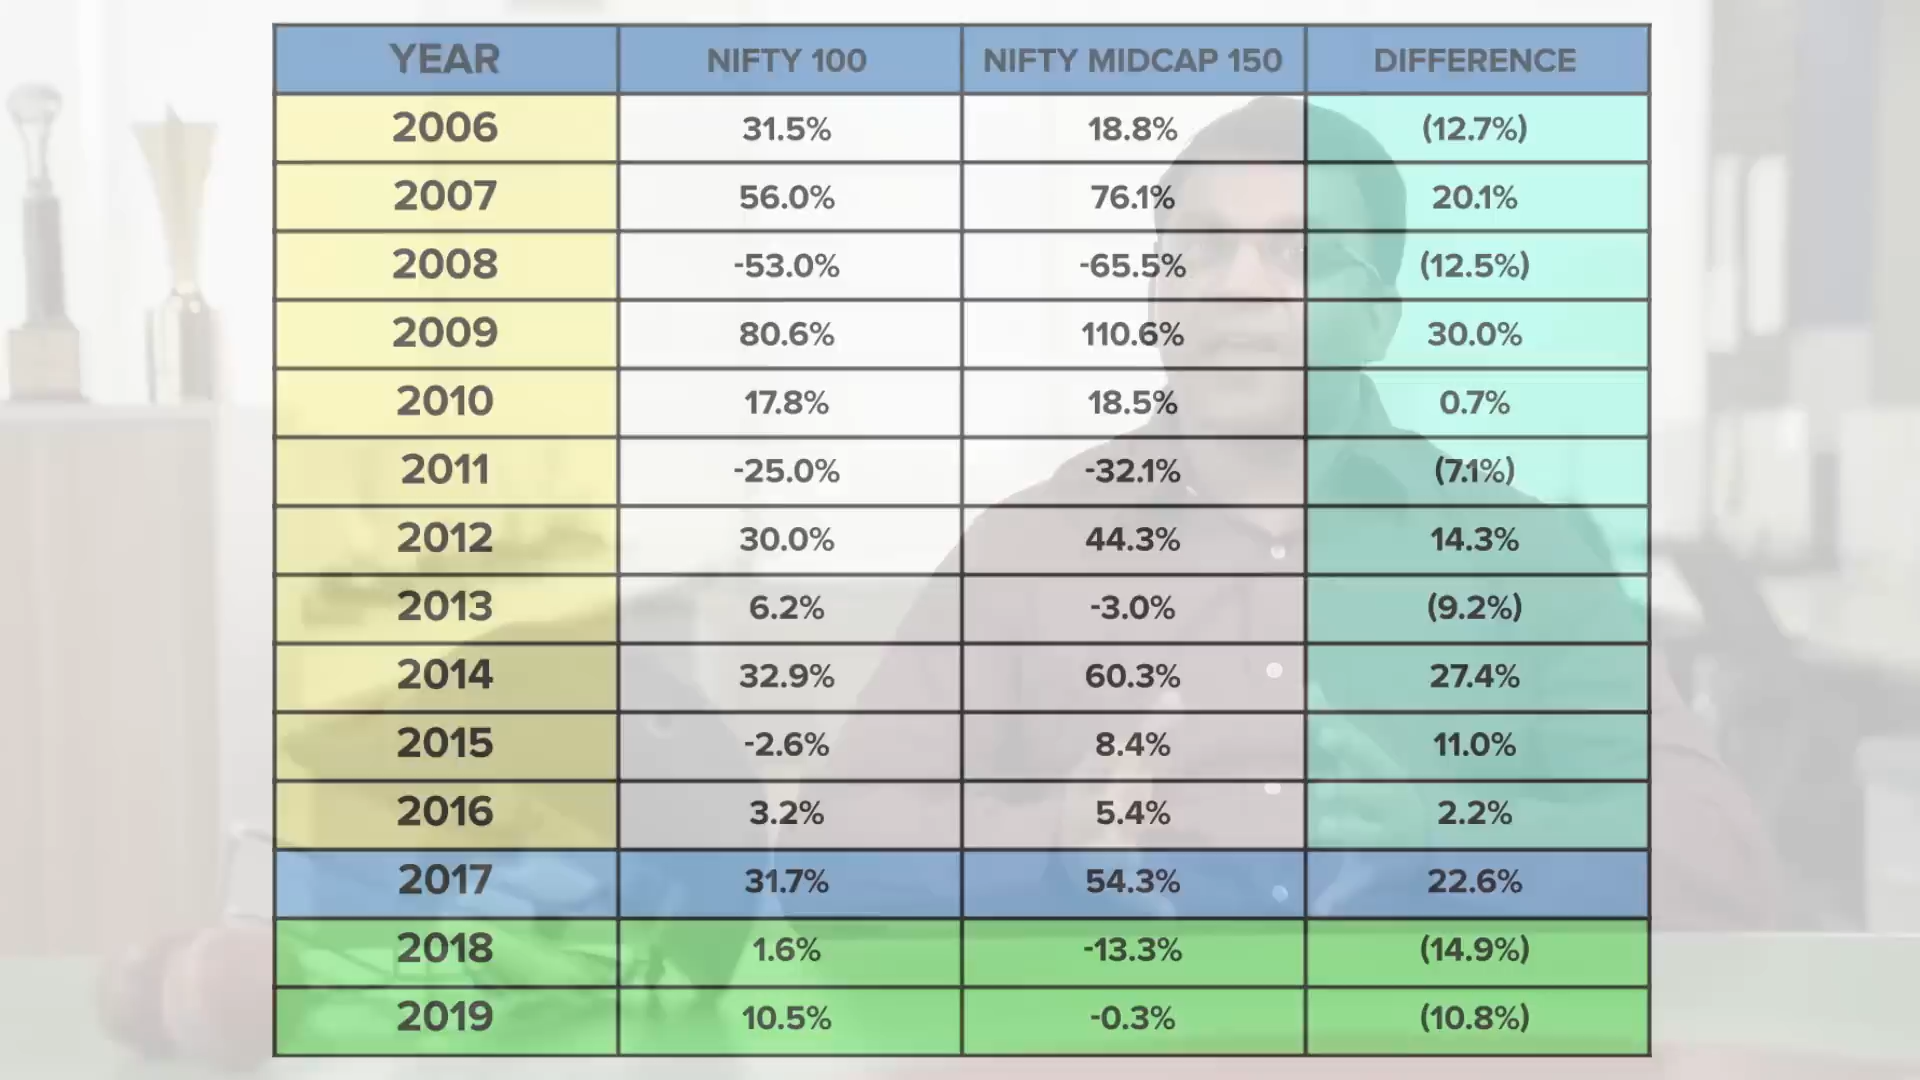 YEAR NIFTY 100 NIFTY MIDCAP 150 DIFFERENCE
2006 31.5% 18.8% (12.7%)
2007 56.0% 76.1% 20.1%
2008 -53.0% -65.5% (12.5%)
2009 80.6% 110.6% 30.0%
2010 17.8% 18.5% 0.7%
2011 -25.0% -32.1% (7.1%)
2012 30.0% 44.3% 14.3%
2013 6.2% -3.0% (9.2%)
2014 32.9% 60.3% 27.4%
2015 -2.6% 8.4% 11.0%
2016 3.2% 5.4% 2.2%
2017 31.7% 54.3% 22.6%
2018 1.6% -13.3% (14.9%)
2019 10.5% -0.3% (10.8%)